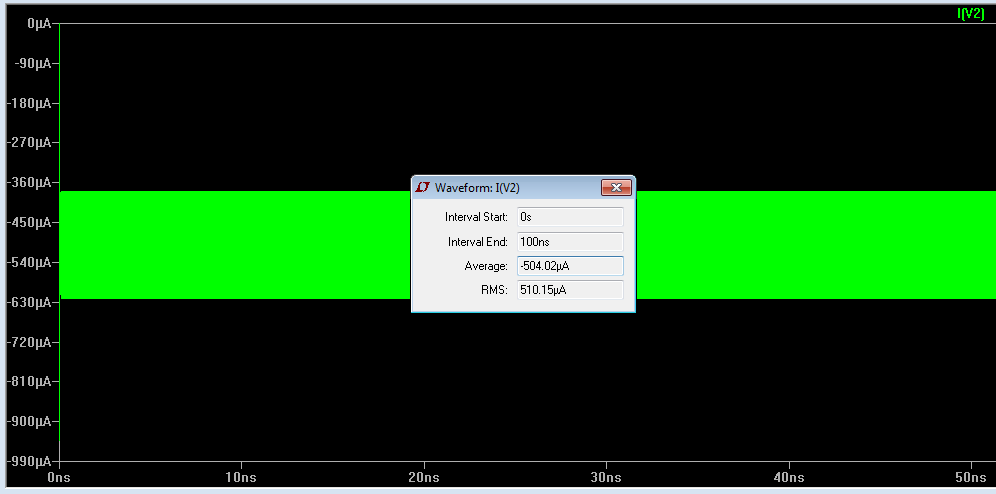 I(V2)
0µA
-90µA
-180µA
-270µA
-360µA
-450µA
-540µA
-630µA
-720µA
-810µA
-900µA
-990µA
Waveform: I(V2)
Interval Start: 0s
Interval End: 100ns
Average: -504.02µA
RMS: 510.15µA
0ns 10ns 20ns 30ns 40ns 50ns